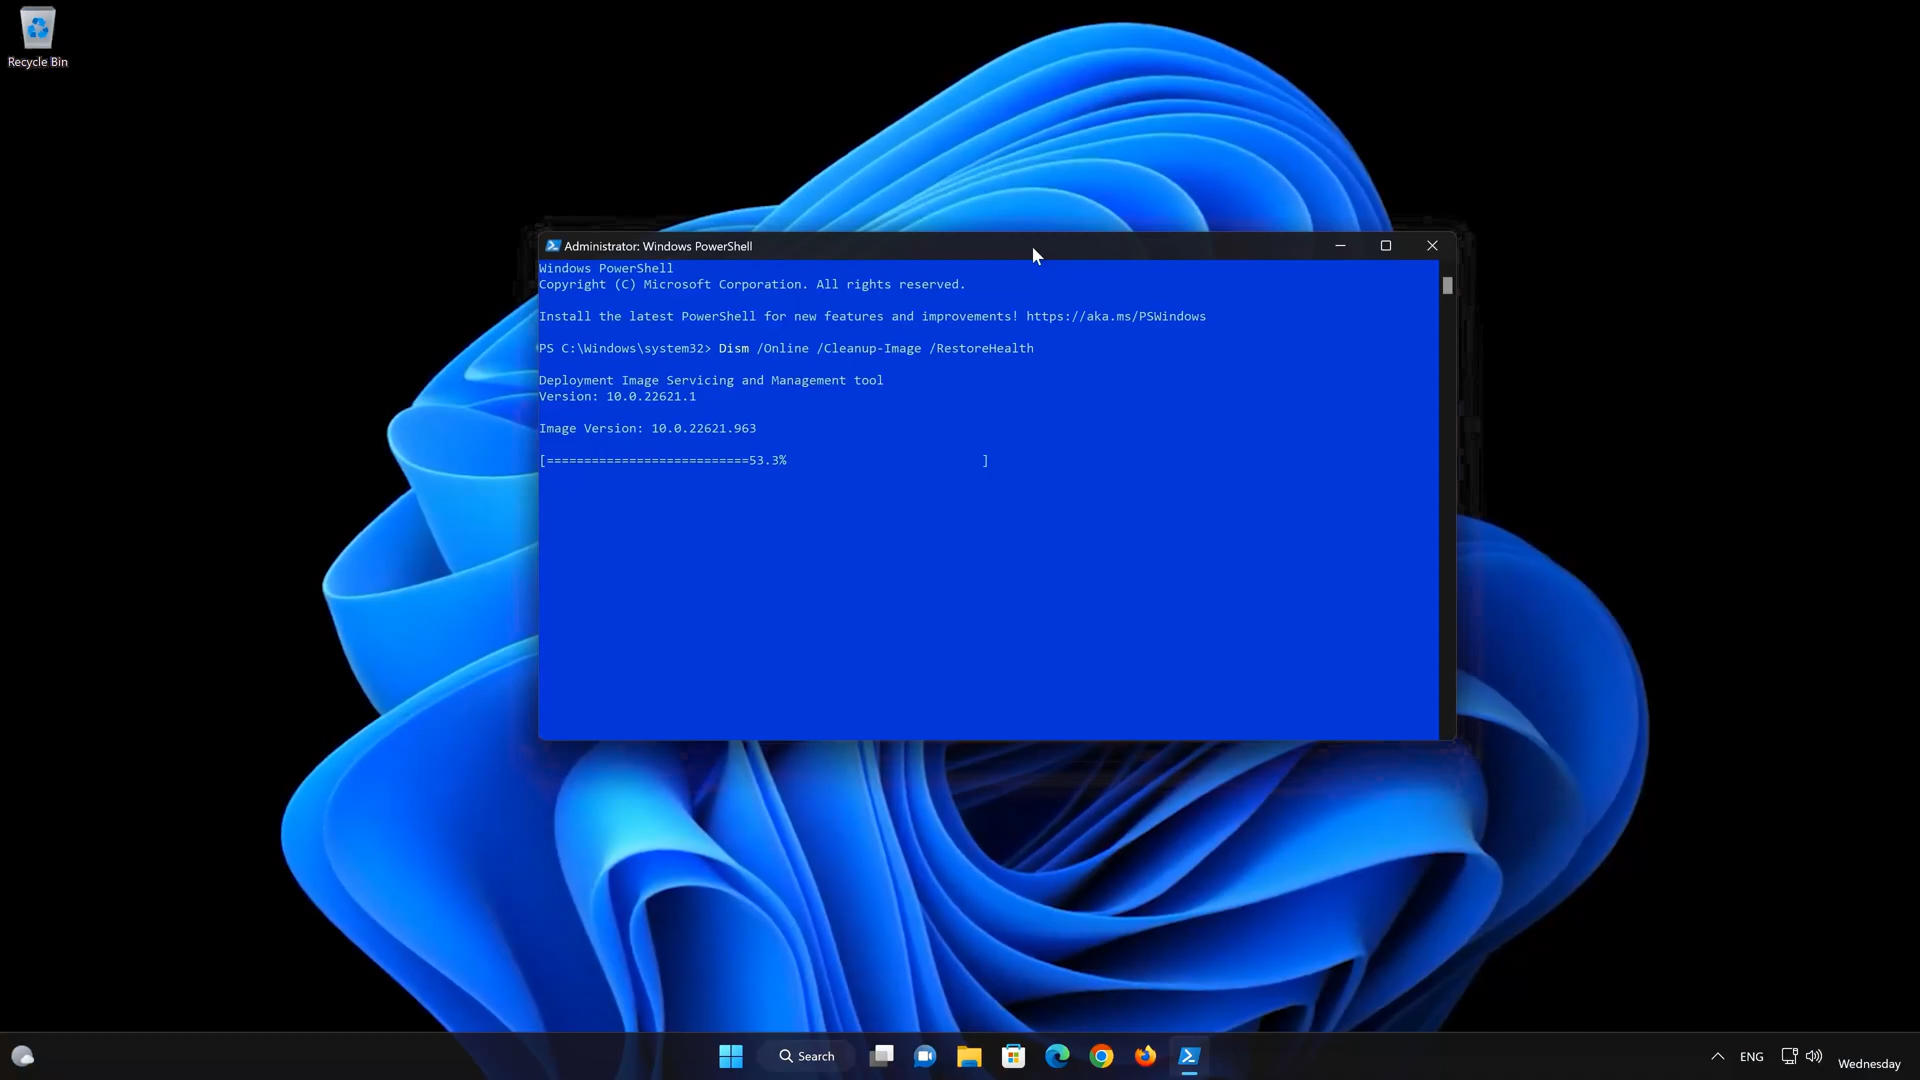 Recycle Bin
Administrator: Windows PowerShell
Windows PowerShell
Copyright (C) Microsoft Corporation. All rights reserved.
Install the latest PowerShell for new features and improvements! https://aka.ms/PSWindows
PS C:\Windows\system32> Dism /Online /Cleanup-Image /RestoreHealth
Deployment Image Servicing and Management tool
Version: 10.0.22621.1
Image Version: 10.0.22621.963
[===========================53.3%                          ]
Search
ENG
Wednesday